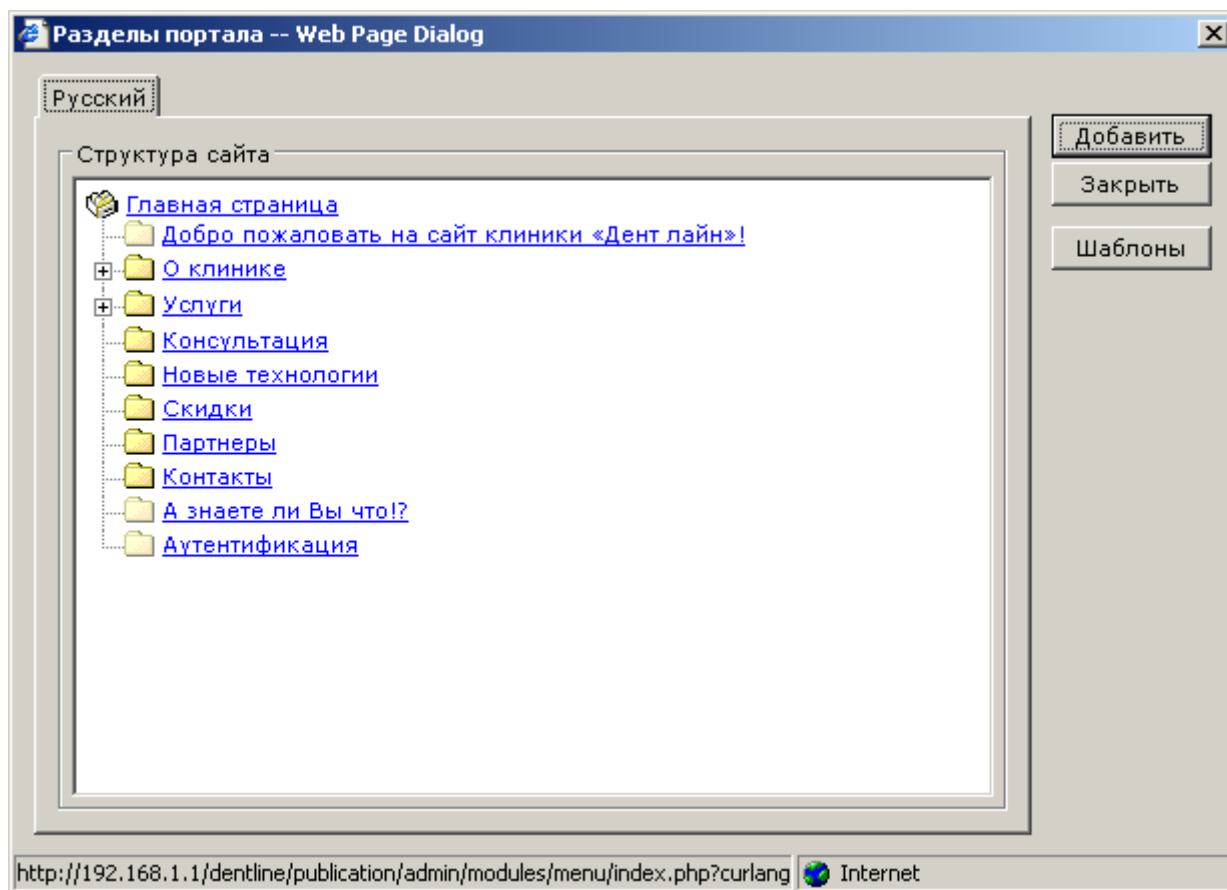 Разделы портала -- Web Page Dialog
Русский
Добавить
Структура сайта
Закрыть
Главная страница
Добро пожаловать на сайт клиники «Дент лайн»!
Шаблоны
О клинике
Услуги
Консультация
Новые технологии
Скидки
Партнеры
Контакты
А знаете ли Вы что!?
Аутентификация
http://192.168.1.1/dentline/publication/admin/modules/menu/index.php?curlang Internet